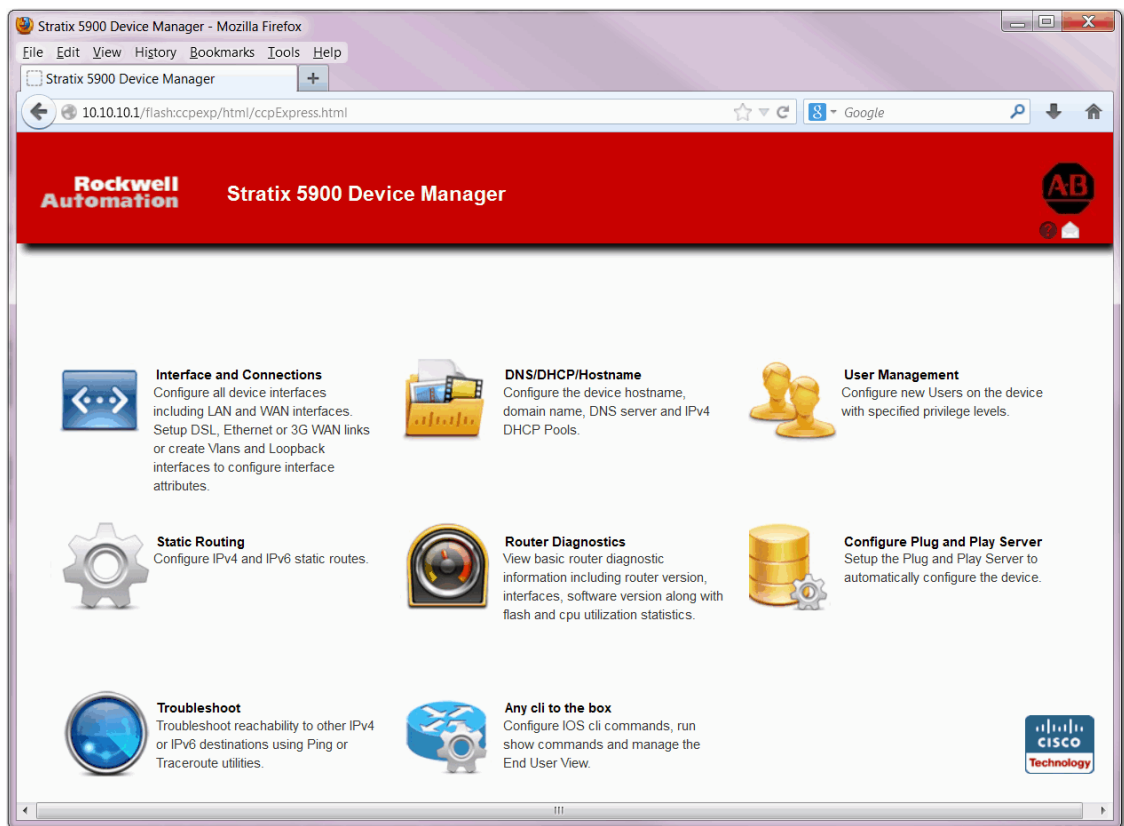 Stratix 5900 Device Manager - Mozilla Firefox
File Edit View History Bookmarks Tools Help
Stratix 5900 Device Manager
10.10.10.1/flash:ccpexp/html/ccpExpress.html
Google
Rockwell
Automation
Stratix 5900 Device Manager
AB
Interface and Connections
Configure all device interfaces
including LAN and WAN interfaces.
Setup DSL, Ethernet or 3G WAN links
or create Vlans and Loopback
interfaces to configure interface
attributes.
DNS/DHCP/Hostname
Configure the device hostname,
domain name, DNS server and IPv4
DHCP Pools.
User Management
Configure new Users on the device
with specified privilege levels.
Static Routing
Configure IPv4 and IPv6 static routes.
Router Diagnostics
View basic router diagnostic
information including router version,
interfaces, software version along with
flash and cpu utilization statistics.
Configure Plug and Play Server
Setup the Plug and Play Server to
automatically configure the device.
Troubleshoot
Troubleshoot reachability to other IPv4
or IPv6 destinations using Ping or
Traceroute utilities.
Any cli to the box
Configure IOS cli commands, run
show commands and manage the
End User View.
CISCO
Technology